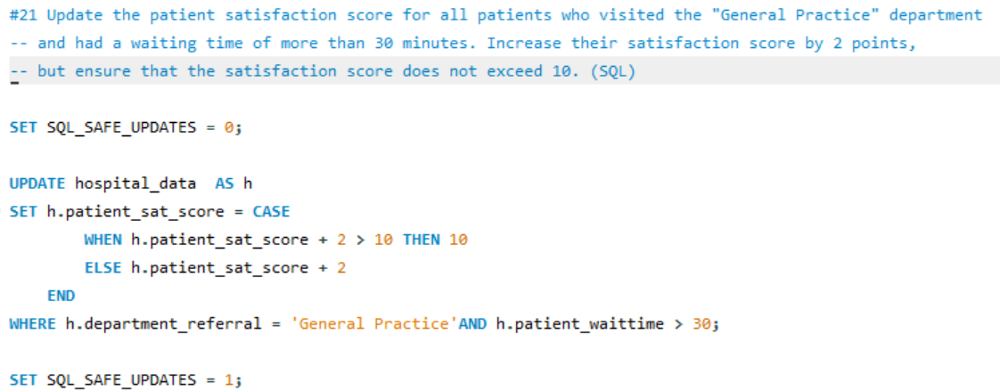 #21 Update the patient satisfaction score for all patients who visited the "General Practice" department
-- and had a waiting time of more than 30 minutes. Increase their satisfaction score by 2 points,
-- but ensure that the satisfaction score does not exceed 10. (SQL)
SET SQL_SAFE_UPDATES = 0;
UPDATE hospital_data  AS h
SET h.patient_sat_score = CASE
        WHEN h.patient_sat_score + 2 > 10 THEN 10
        ELSE h.patient_sat_score + 2
    END
WHERE h.department_referral = 'General Practice'AND h.patient_waittime > 30;
SET SQL_SAFE_UPDATES = 1;